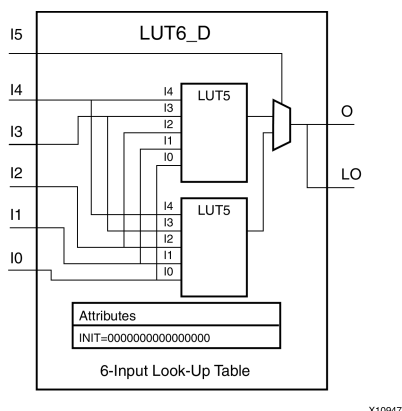 LUT6_D
I5
I4
I3
I2
I1
I0
I4
I3
I2
I1
I0
LUT5
I4
I3
I2
I1
I0
LUT5
O
LO
Attributes
INIT=0000000000000000
6-Input Look-Up Table
X10947